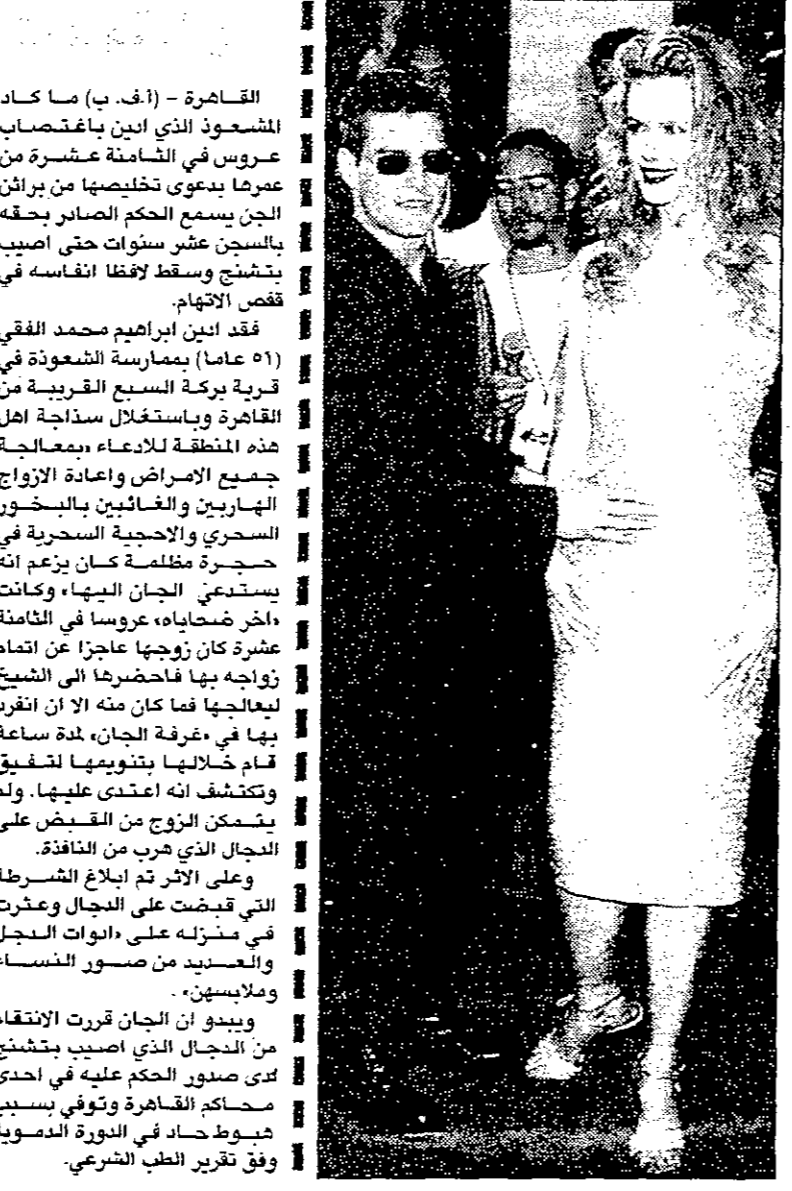 القاهرة – (أ.ف. ب) ما كاد
المشعوذ الذي ادين باغتصاب
عروس في الثامنة عشرة من
عمرها بدعوى تخليصها من براثن
الجن يسمع الحكم الصادر بحقه
بالسجن عشر سنوات حتى اصيب
بتشنج وسقط لافظا انفاسه في
قفص الاتهام.
فقد ادين ابراهيم محمد الفقي
(٥١ عاما) بممارسة الشعوذة في
قرية بركة السبع القريبة من
القاهرة وباستغلال سذاجة اهل
هذه المنطقة للادعاء «بمعالجة
جميع الامراض واعادة الازواج
الهاربين والغائبين بالبخور
السحري والاحجية السحرية في
حجرة مظلمة كان يزعم انه
يستدعي الجان اليها» وكانت
«اخر ضحاياه» عروسا في الثامنة
عشرة كان زوجها عاجزا عن اتمام
زواجه بها فاحضرها الى الشيخ
ليعالجها فما كان منه الا ان انفرد
بها في «غرفة الجان» لمدة ساعة
قام خلالها بتنويمها لتفيق
وتكتشف انه اعتدى عليها. ولم
يتمكن الزوج من القبض على
الدجال الذي هرب من النافذة.
وعلى الاثر تم ابلاغ الشرطة
التي قبضت على الدجال وعثرت
في منزله على «ادوات الدجل
والعديد من صور النساء
وملابسهن» .
ويبدو ان الجان قررت الانتقام
من الدجال الذي اصيب بتشنج
لدى صدور الحكم عليه في احدى
محاكم القاهرة وتوفي بسبب
هبوط حاد في الدورة الدموية
وفق تقرير الطب الشرعي.